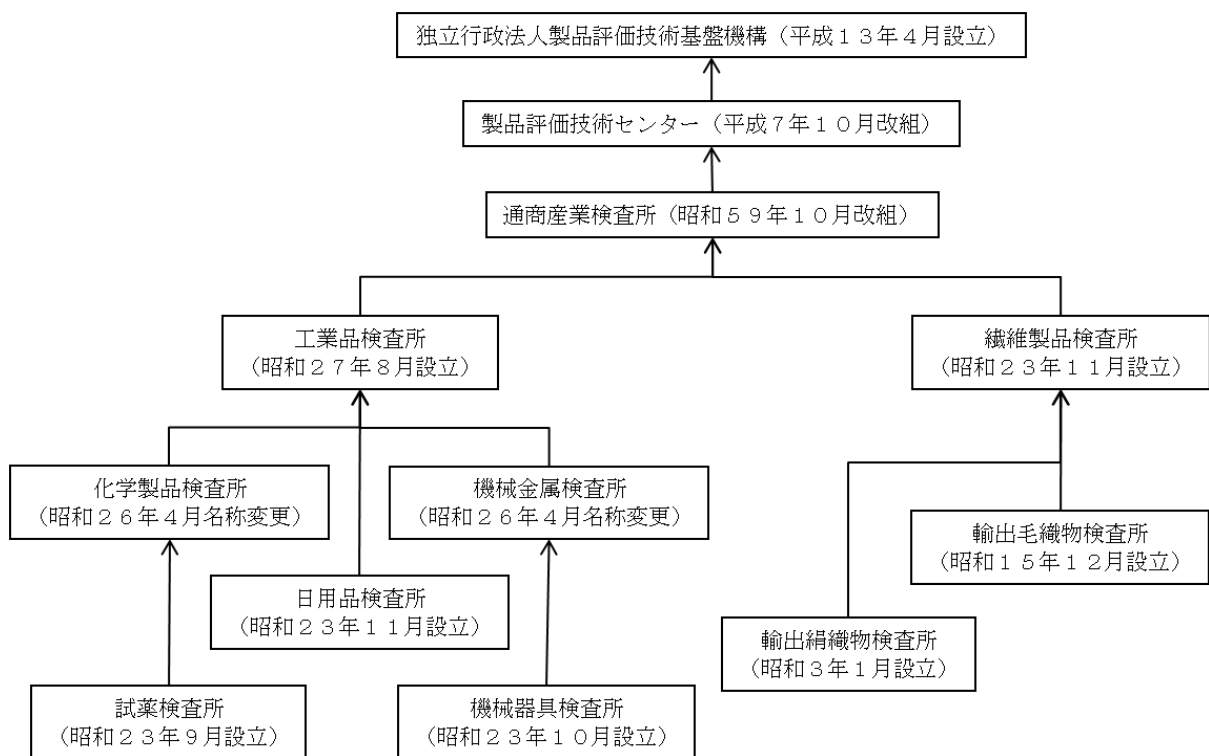 独立行政法人製品評価技術基盤機構（平成１３年４月設立）
製品評価技術センター（平成７年１０月改組）
通商産業検査所（昭和５９年１０月改組）
工業品検査所
（昭和２７年８月設立）
繊維製品検査所
（昭和２３年１１月設立）
化学製品検査所
（昭和２６年４月名称変更）
機械金属検査所
（昭和２６年４月名称変更）
輸出毛織物検査所
（昭和１５年１２月設立）
日用品検査所
（昭和２３年１１月設立）
輸出絹織物検査所
（昭和３年１月設立）
試薬検査所
（昭和２３年９月設立）
機械器具検査所
（昭和２３年１０月設立）